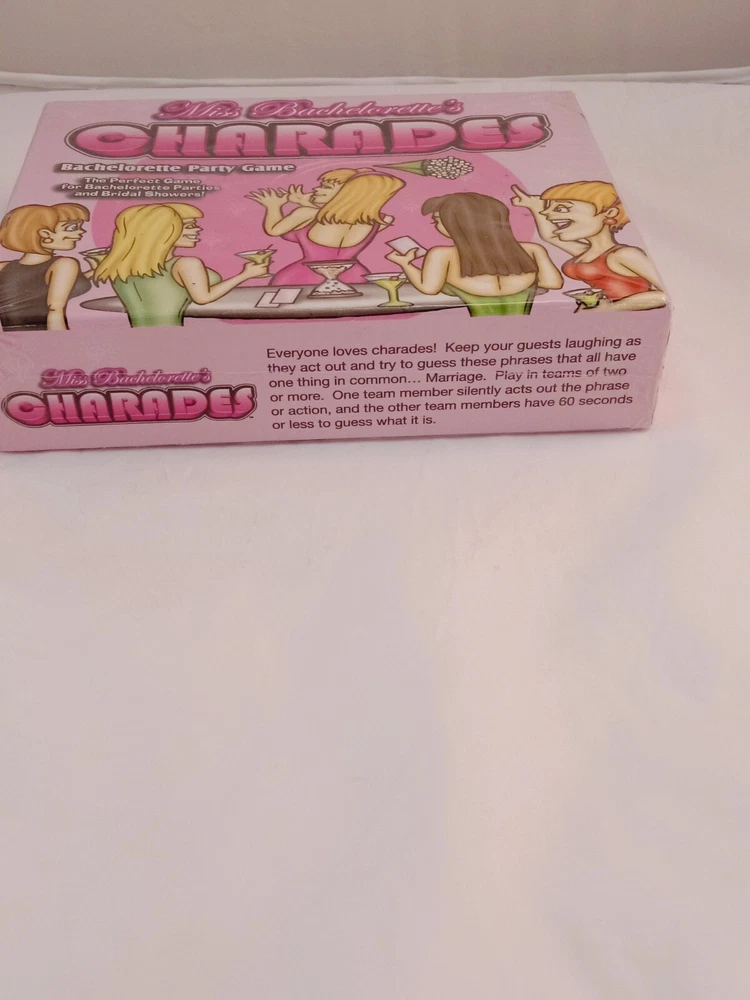 Miss Bachelorette's
CHARADES
Bachelorette Party Game
The Perfect Game
for Bachelorette Parties
and Bridal Showers!
Miss Bachelorette's
CHARADES
Everyone loves charades! Keep your guests laughing as
they act out and try to guess these phrases that all have
one thing in common... Marriage. Play in teams of two
or more. One team member silently acts out the phrase
or action, and the other team members have 60 seconds
or less to guess what it is.